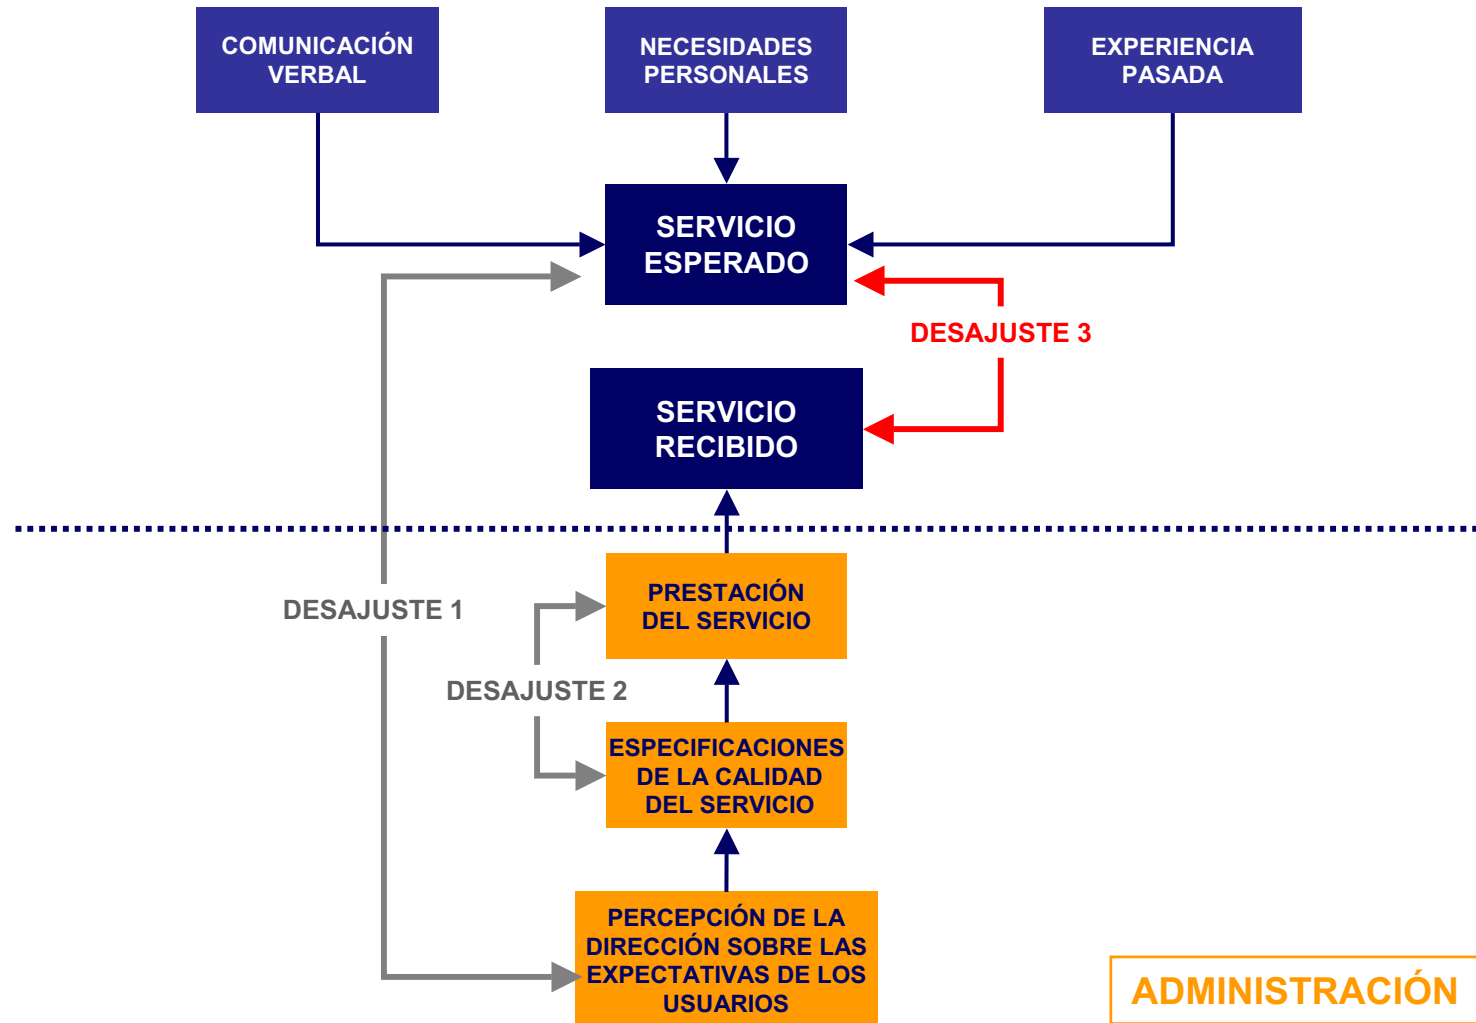 COMUNICACIÓN
VERBAL
NECESIDADES
PERSONALES
EXPERIENCIA
PASADA
SERVICIO
ESPERADO
DESAJUSTE 3
SERVICIO
RECIBIDO
PRESTACIÓN
DEL SERVICIO
DESAJUSTE 1
DESAJUSTE 2
ESPECIFICACIONES
DE LA CALIDAD
DEL SERVICIO
PERCEPCIÓN DE LA
DIRECCIÓN SOBRE LAS
EXPECTATIVAS DE LOS
USUARIOS
ADMINISTRACIÓN